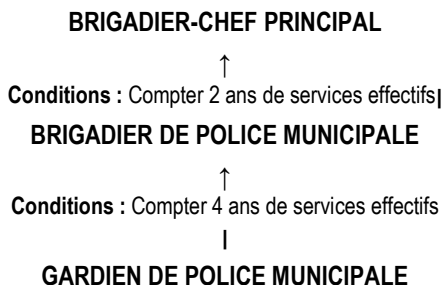 BRIGADIER-CHEF PRINCIPAL
↑
Conditions : Compter 2 ans de services effectifs|
BRIGADIER DE POLICE MUNICIPALE
↑
Conditions : Compter 4 ans de services effectifs
|
GARDIEN DE POLICE MUNICIPALE